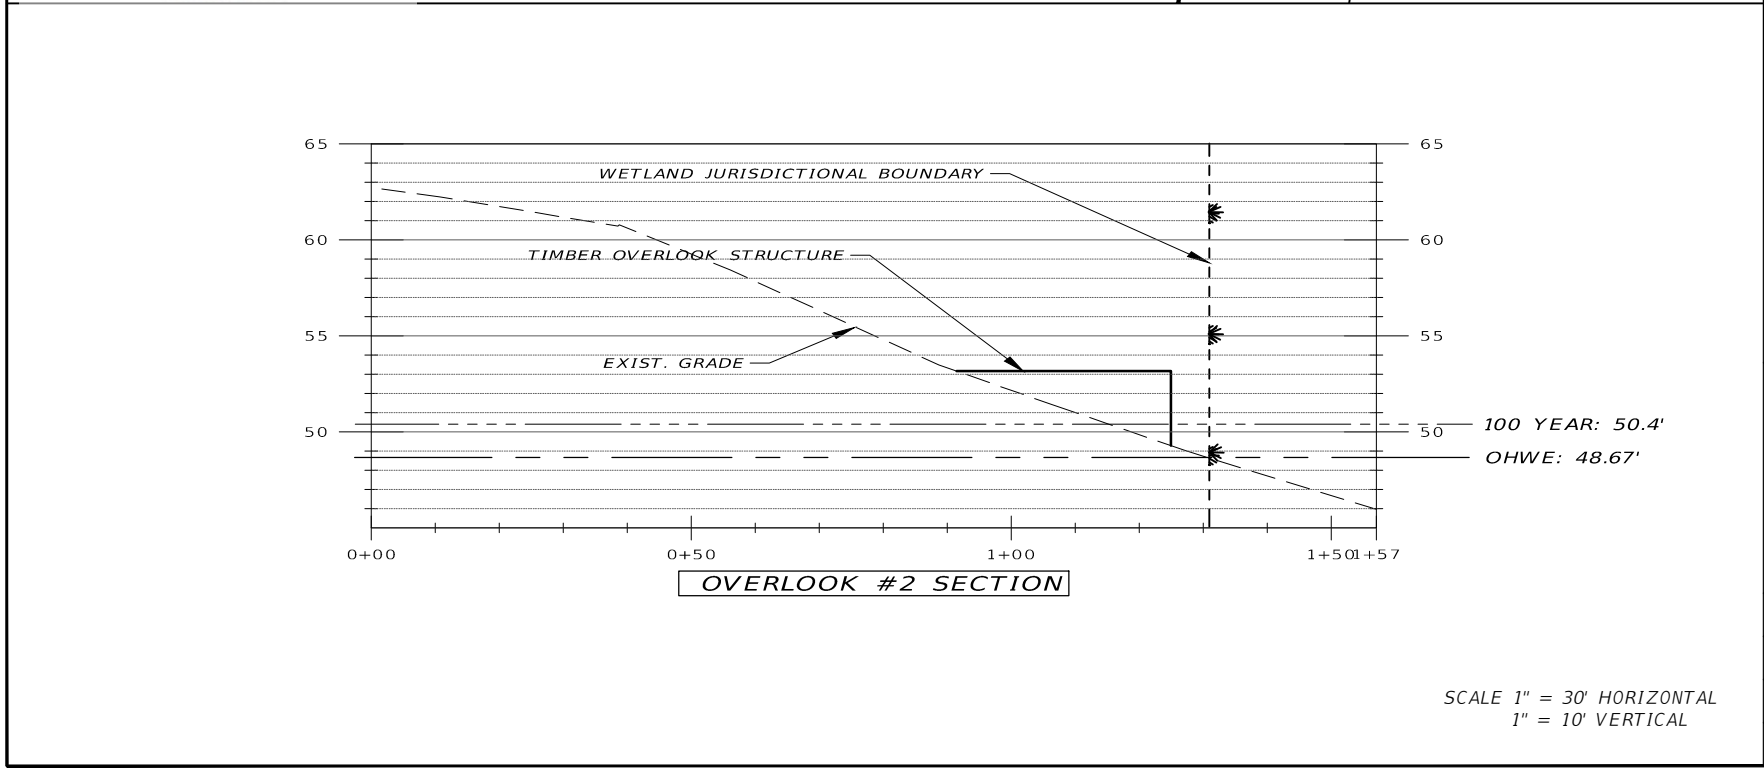 65
65
WETLAND JURISDICTIONAL BOUNDARY
60
60
TIMBER OVERLOOK STRUCTURE
55
55
EXIST. GRADE
50
50
100 YEAR: 50.4'
OHWE: 48.67'
0+00
0+50
1+00
1+50
1+57
OVERLOOK #2 SECTION
SCALE 1" = 30' HORIZONTAL
1" = 10' VERTICAL